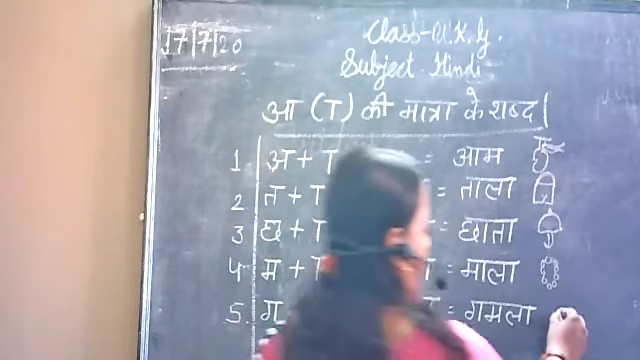 17/7/20
Class-U.K.G.
Subject-Hindi
आ (ा) की मात्रा के शब्द|
1 अ + ा = आम
2 त + ा = ताला
3 छ + ा = छाता
4 म + ा = माला
5. ग = गमला